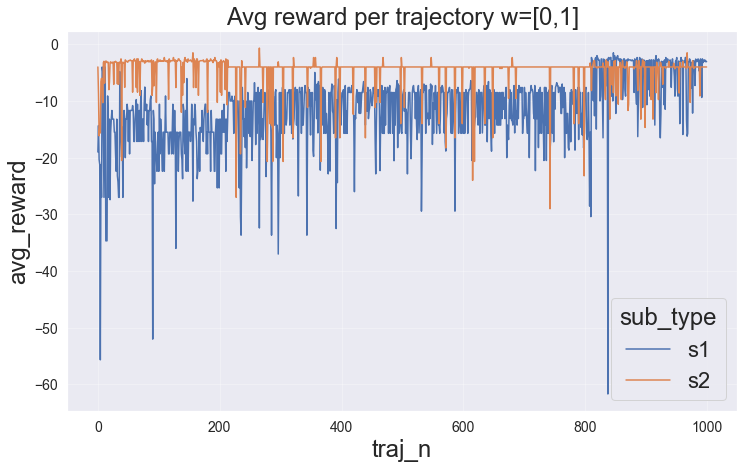 Avg reward per trajectory w=[0,1]
avg_reward
0
−10
−20
−30
−40
−50
−60
0 200 400 600 800 1000
traj_n
sub_type
s1
s2